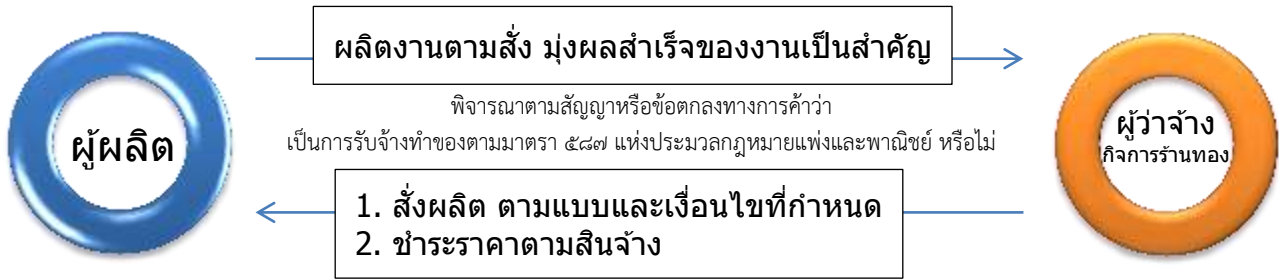 ผลิตงานตามสั่ง มุ่งผลสำเร็จของงานเป็นสำคัญ
พิจารณาตามสัญญาหรือข้อตกลงทางการค้าว่า
เป็นการรับจ้างทำของตามมาตรา ๕๘๗ แห่งประมวลกฎหมายแพ่งและพาณิชย์ หรือไม่
ผู้ผลิต
ผู้ว่าจ้าง
กิจการร้านทอง
1. สั่งผลิต ตามแบบและเงื่อนไขที่กำหนด
2. ชำระราคาตามสินจ้าง